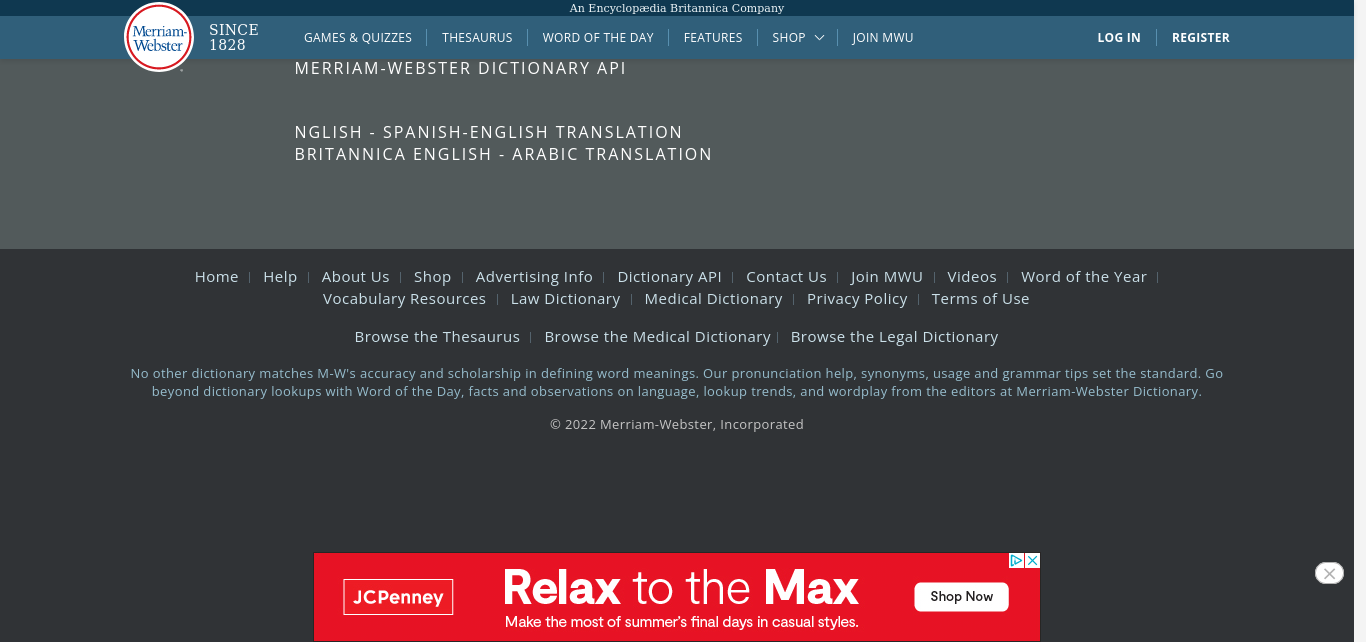 An Encyclopædia Britannica Company
Merriam-
Webster
SINCE
1828
GAMES & QUIZZES THESAURUS WORD OF THE DAY FEATURES SHOP JOIN MWU LOG IN REGISTER
MERRIAM-WEBSTER DICTIONARY API
NGLISH - SPANISH-ENGLISH TRANSLATION
BRITANNICA ENGLISH - ARABIC TRANSLATION
Home Help About Us Shop Advertising Info Dictionary API Contact Us Join MWU Videos Word of the Year
Vocabulary Resources Law Dictionary Medical Dictionary Privacy Policy Terms of Use
Browse the Thesaurus Browse the Medical Dictionary Browse the Legal Dictionary
No other dictionary matches M-W's accuracy and scholarship in defining word meanings. Our pronunciation help, synonyms, usage and grammar tips set the standard. Go
beyond dictionary lookups with Word of the Day, facts and observations on language, lookup trends, and wordplay from the editors at Merriam-Webster Dictionary.
© 2022 Merriam-Webster, Incorporated
JCPenney
Relax to the Max
Make the most of summer's final days in casual styles.
Shop Now